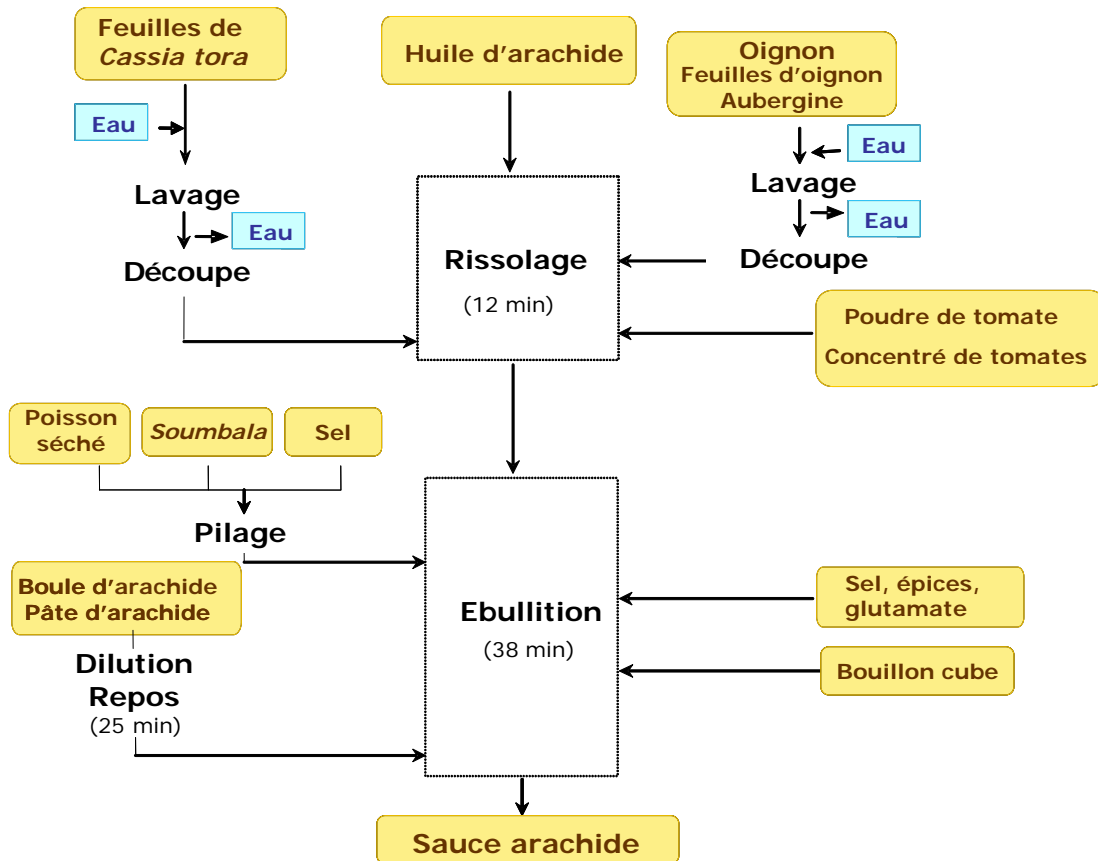 Feuilles de
Cassia tora
Huile d'arachide
Oignon
Feuilles d'oignon
Aubergine
Eau
Eau
Lavage
Lavage
Eau
Eau
Découpe
Rissolage
(12 min)
Découpe
Poudre de tomate
Concentré de tomates
Poisson
séché
Soumbala
Sel
Pilage
Boule d'arachide
Pâte d'arachide
Ebullition
(38 min)
Sel, épices,
glutamate
Dilution
Repos
(25 min)
Bouillon cube
Sauce arachide